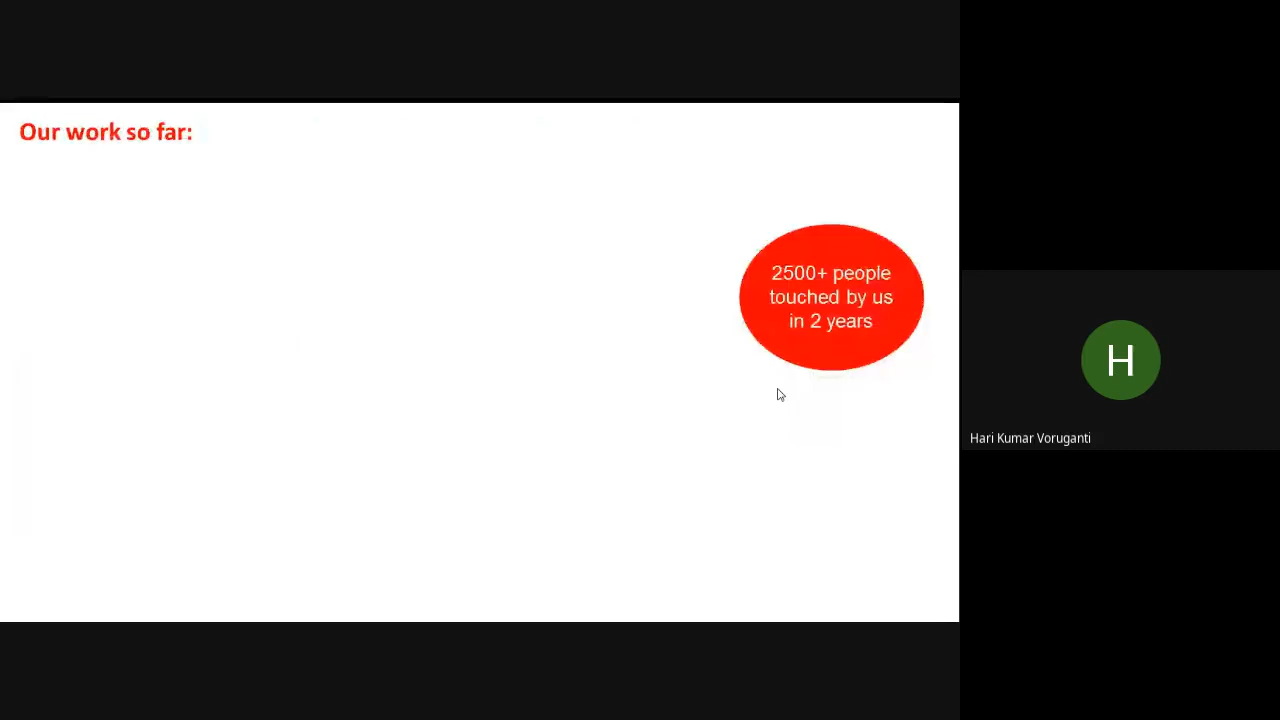 Our work so far:
2500+ people
touched by us
in 2 years
H
Hari Kumar Voruganti